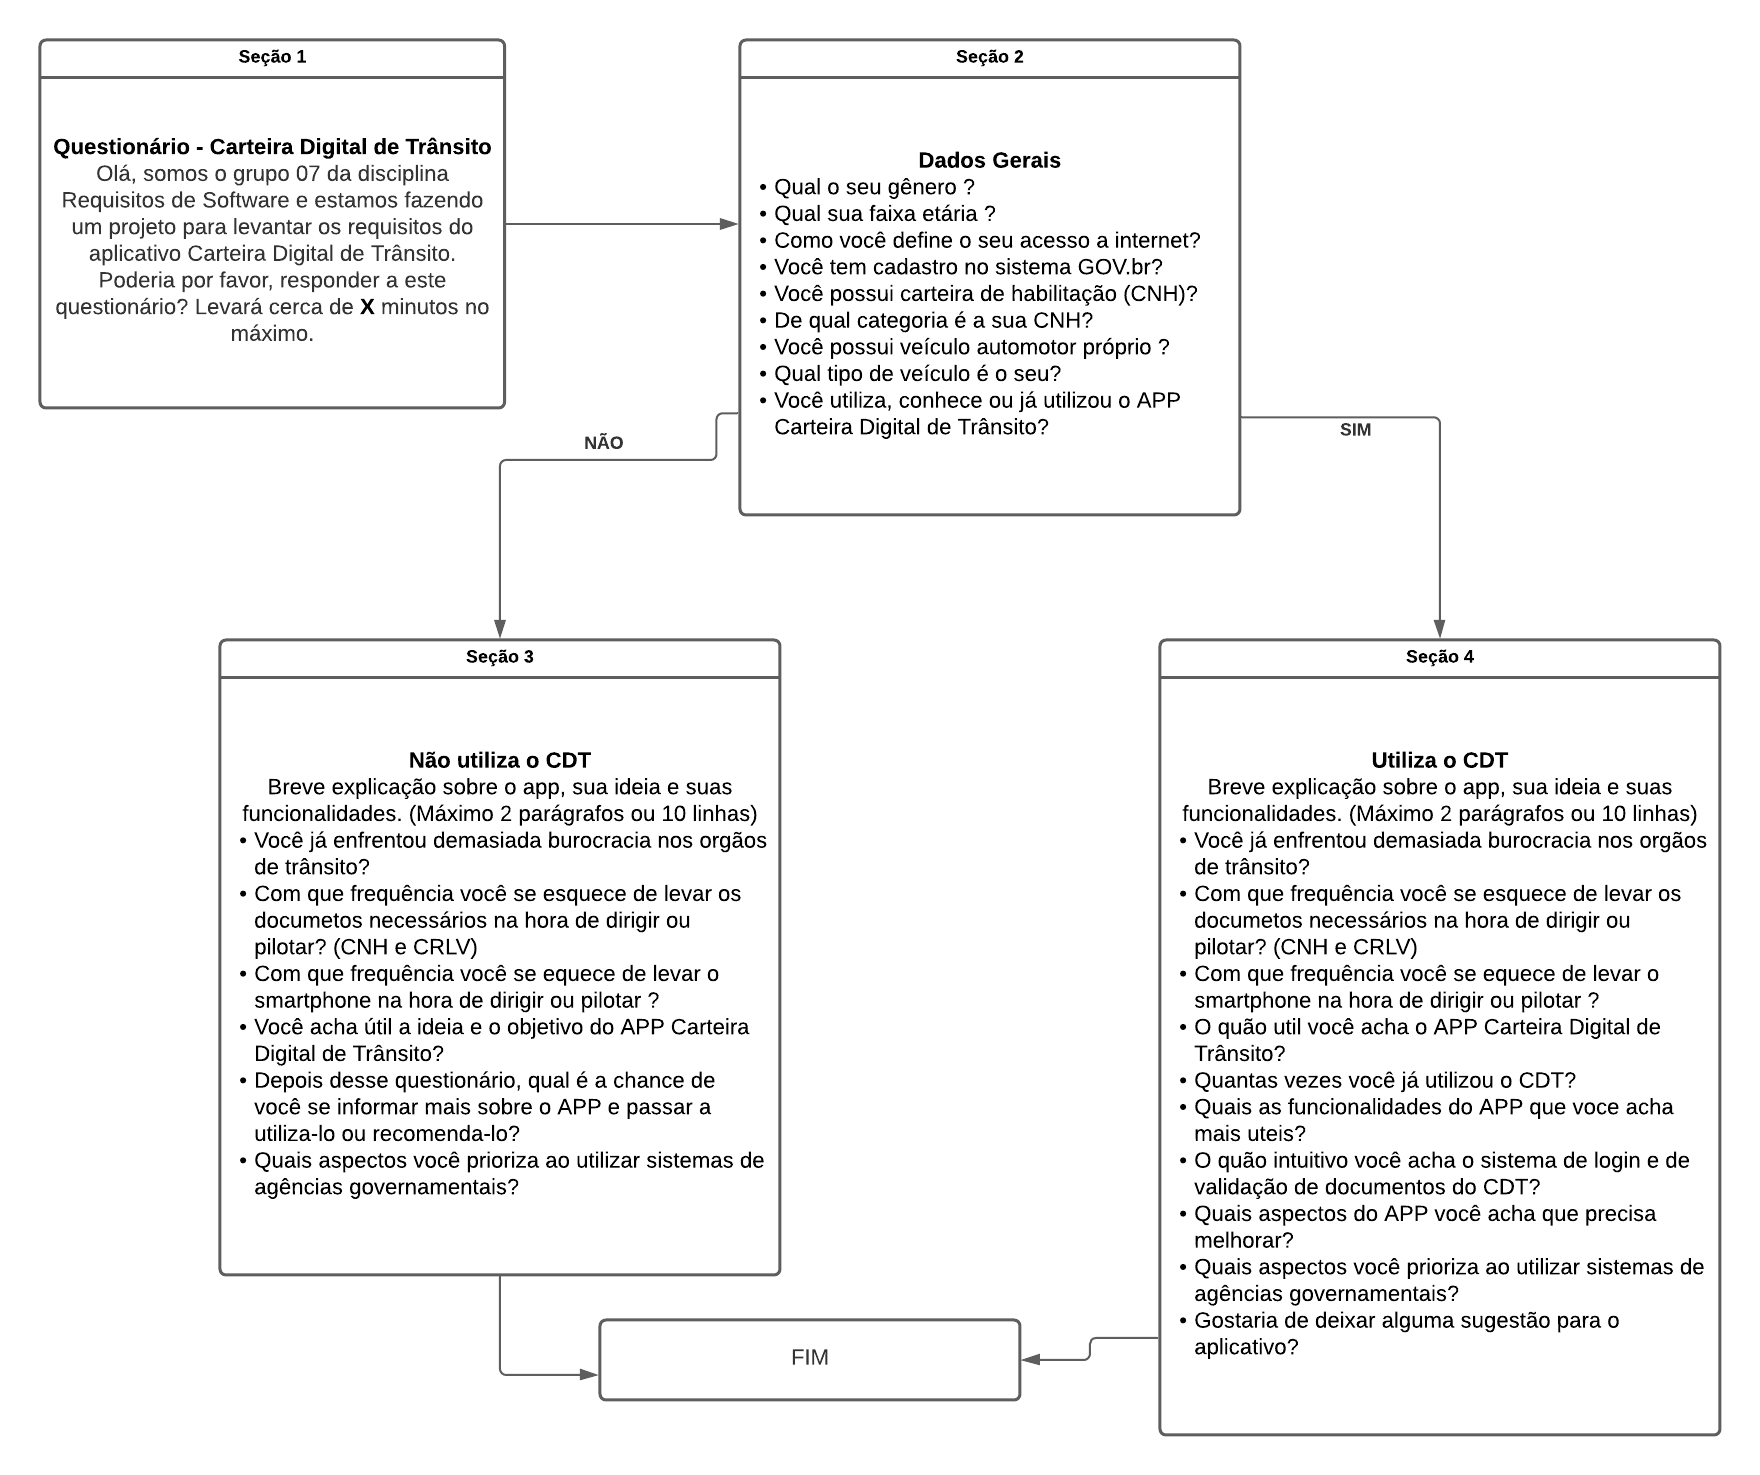 Seção 1
Questionário - Carteira Digital de Trânsito
Olá, somos o grupo 07 da disciplina
Requisitos de Software e estamos fazendo
um projeto para levantar os requisitos do
aplicativo Carteira Digital de Trânsito.
Poderia por favor, responder a este
questionário? Levará cerca de X minutos no
máximo.
Seção 2
Dados Gerais
• Qual o seu gênero ?
• Qual sua faixa etária ?
• Como você define o seu acesso a internet?
• Você tem cadastro no sistema GOV.br?
• Você possui carteira de habilitação (CNH)?
• De qual categoria é a sua CNH?
• Você possui veículo automotor próprio ?
• Qual tipo de veículo é o seu?
• Você utiliza, conhece ou já utilizou o APP
Carteira Digital de Trânsito?
NÃO
SIM
Seção 3
Não utiliza o CDT
Breve explicação sobre o app, sua ideia e suas
funcionalidades. (Máximo 2 parágrafos ou 10 linhas)
• Você já enfrentou demasiada burocracia nos orgãos
de trânsito?
• Com que frequência você se esquece de levar os
documetos necessários na hora de dirigir ou
pilotar? (CNH e CRLV)
• Com que frequência você se equece de levar o
smartphone na hora de dirigir ou pilotar ?
• Você acha útil a ideia e o objetivo do APP Carteira
Digital de Trânsito?
• Depois desse questionário, qual é a chance de
você se informar mais sobre o APP e passar a
utiliza-lo ou recomenda-lo?
• Quais aspectos você prioriza ao utilizar sistemas de
agências governamentais?
Seção 4
Utiliza o CDT
Breve explicação sobre o app, sua ideia e suas
funcionalidades. (Máximo 2 parágrafos ou 10 linhas)
• Você já enfrentou demasiada burocracia nos orgãos
de trânsito?
• Com que frequência você se esquece de levar os
documetos necessários na hora de dirigir ou
pilotar? (CNH e CRLV)
• Com que frequência você se equece de levar o
smartphone na hora de dirigir ou pilotar ?
• O quão util você acha o APP Carteira Digital de
Trânsito?
• Quantas vezes você já utilizou o CDT?
• Quais as funcionalidades do APP que voce acha
mais uteis?
• O quão intuitivo você acha o sistema de login e de
validação de documentos do CDT?
• Quais aspectos do APP você acha que precisa
melhorar?
• Quais aspectos você prioriza ao utilizar sistemas de
agências governamentais?
• Gostaria de deixar alguma sugestão para o
aplicativo?
FIM